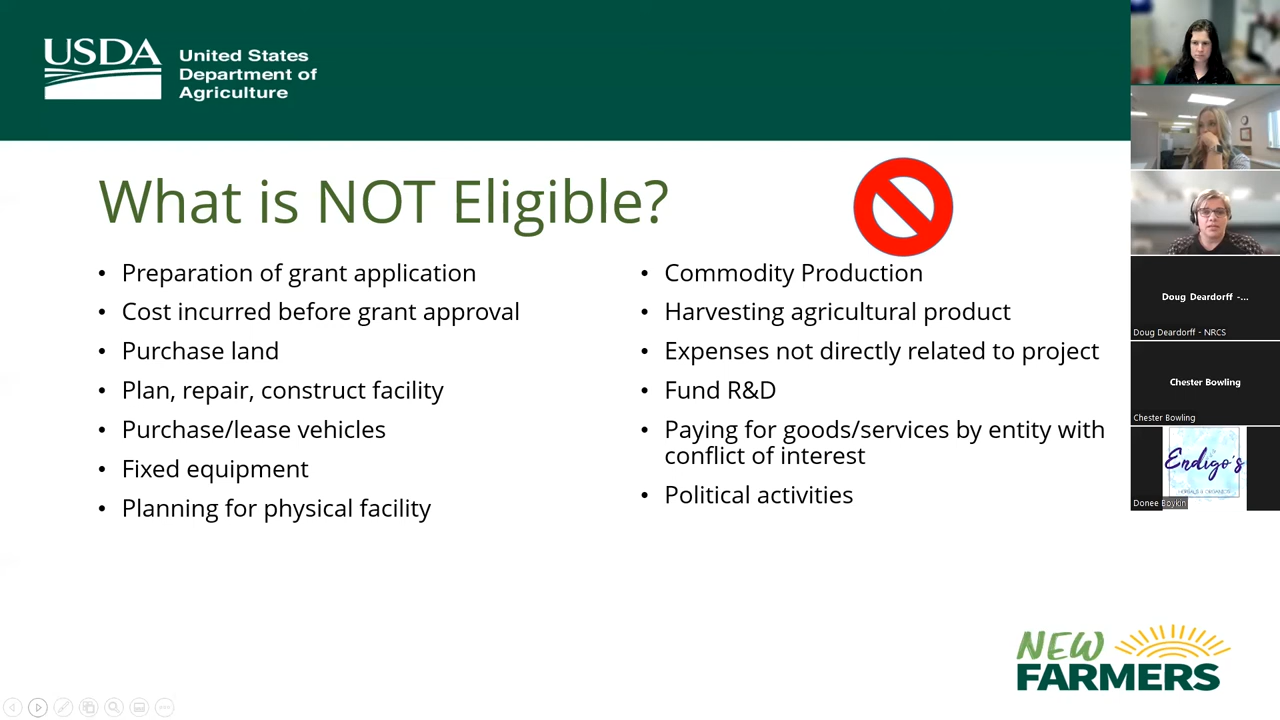 USDA
United States
Department of
Agriculture
What is NOT Eligible?
• Preparation of grant application
• Cost incurred before grant approval
• Purchase land
• Plan, repair, construct facility
• Purchase/lease vehicles
• Fixed equipment
• Planning for physical facility
• Commodity Production
• Harvesting agricultural product
• Expenses not directly related to project
• Fund R&D
• Paying for goods/services by entity with
conflict of interest
• Political activities
NEW
FARMERS
Doug Deardorff -...
Doug Deardorff - NRCS
Chester Bowling
Chester Bowling
Endigo's
Donee Boykin